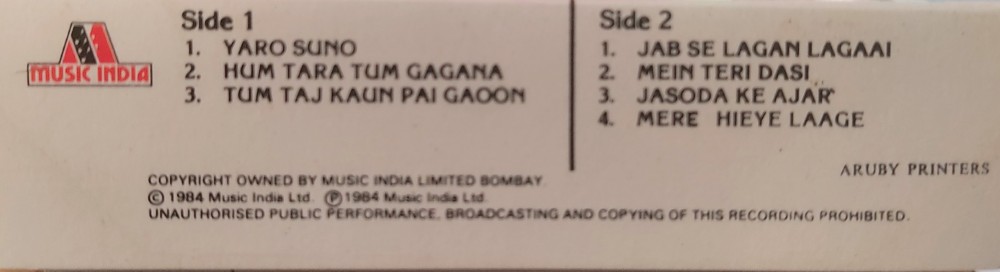 MUSIC INDIA
Side 1
1. YARO SUNO
2. HUM TARA TUM GAGANA
3. TUM TAJ KAUN PAI GAOON
Side 2
1. JAB SE LAGAN LAGAAI
2. MEIN TERI DASI
3. JASODA KE AJAR
4. MERE HIEYE LAAGE
ARUBY PRINTERS
COPYRIGHT OWNED BY MUSIC INDIA LIMITED BOMBAY.
© 1984 Music India Ltd. ℗ 1984 Music India Ltd.
UNAUTHORISED PUBLIC PERFORMANCE, BROADCASTING AND COPYING OF THIS RECORDING PROHIBITED.